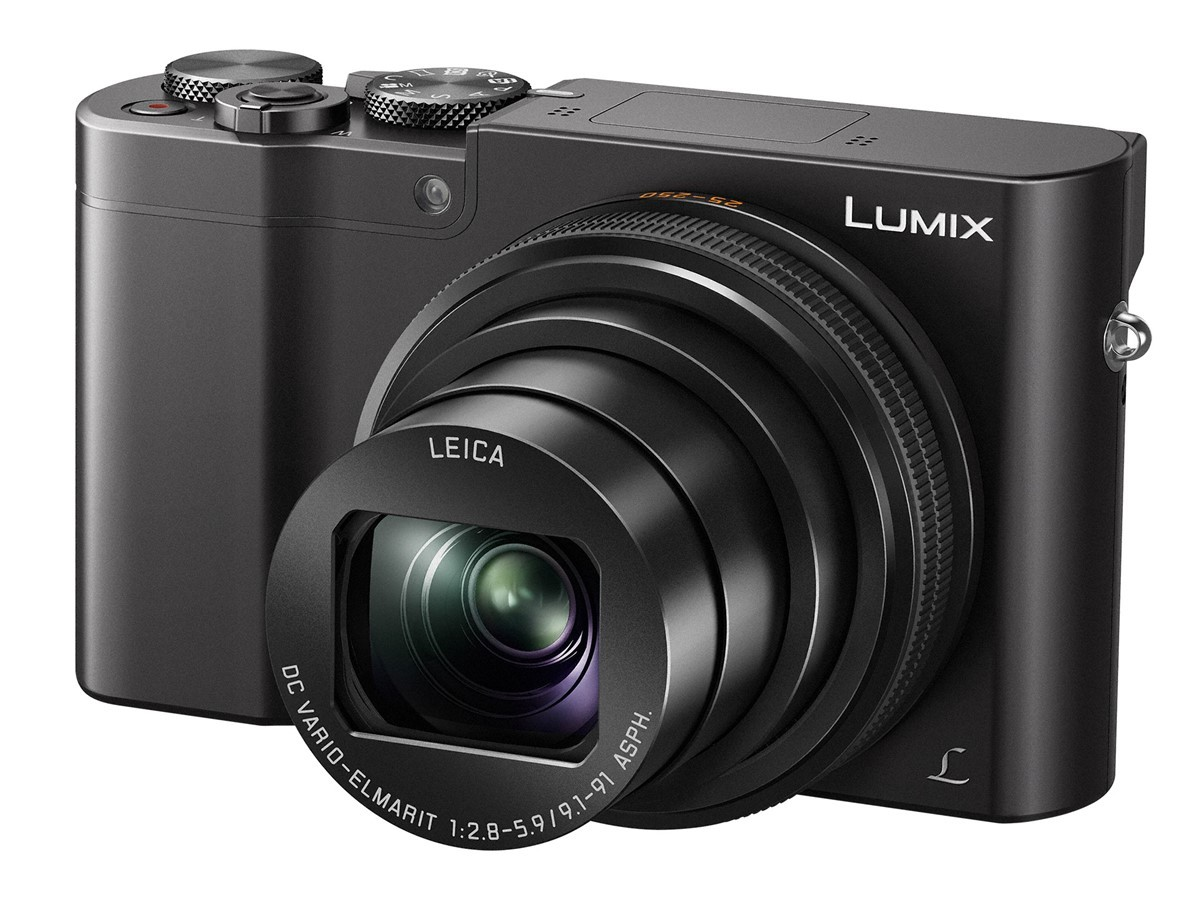 T
W
M
S
A
P
25-250
LUMIX
LEICA
DC VARIO-ELMARIT 1:2.8-5.9/9.1-91 ASPH.
L